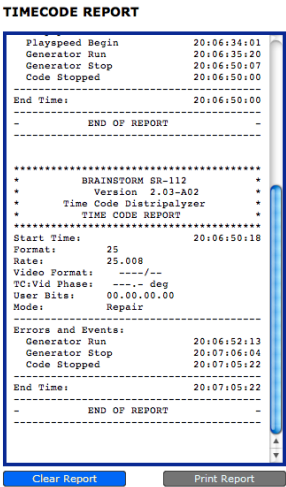 TIMECODE REPORT
Playspeed Begin 20:06:34:01
Generator Run 20:06:35:20
Generator Stop 20:06:50:07
Code Stopped 20:06:50:00
----------------------------------------
End Time: 20:06:50:00
----------------------------------------
- END OF REPORT -
----------------------------------------
****************************************
* BRAINSTORM SR-112 *
* Version 2.03-A02 *
* Time Code Distripalyzer *
* TIME CODE REPORT *
****************************************
Start Time: 20:06:50:18
Format: 25
Rate: 25.008
Video Format: ----/--
TC:Vid Phase: ---.- deg
User Bits: 00.00.00.00
Mode: Repair
----------------------------------------
Errors and Events:
Generator Run 20:06:52:13
Generator Stop 20:07:06:04
Code Stopped 20:07:05:22
----------------------------------------
End Time: 20:07:05:22
----------------------------------------
- END OF REPORT -
----------------------------------------
Clear Report
Print Report